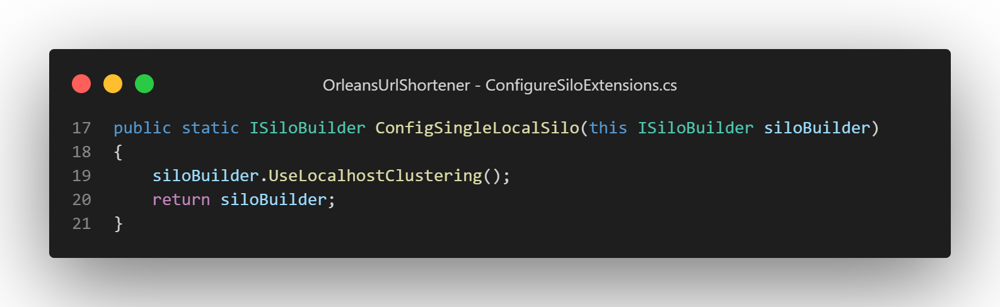 OrleansUrlShortener - ConfigureSiloExtensions.cs
17 public static ISiloBuilder ConfigSingleLocalSilo(this ISiloBuilder siloBuilder)
18 {
19     siloBuilder.UseLocalhostClustering();
20     return siloBuilder;
21 }